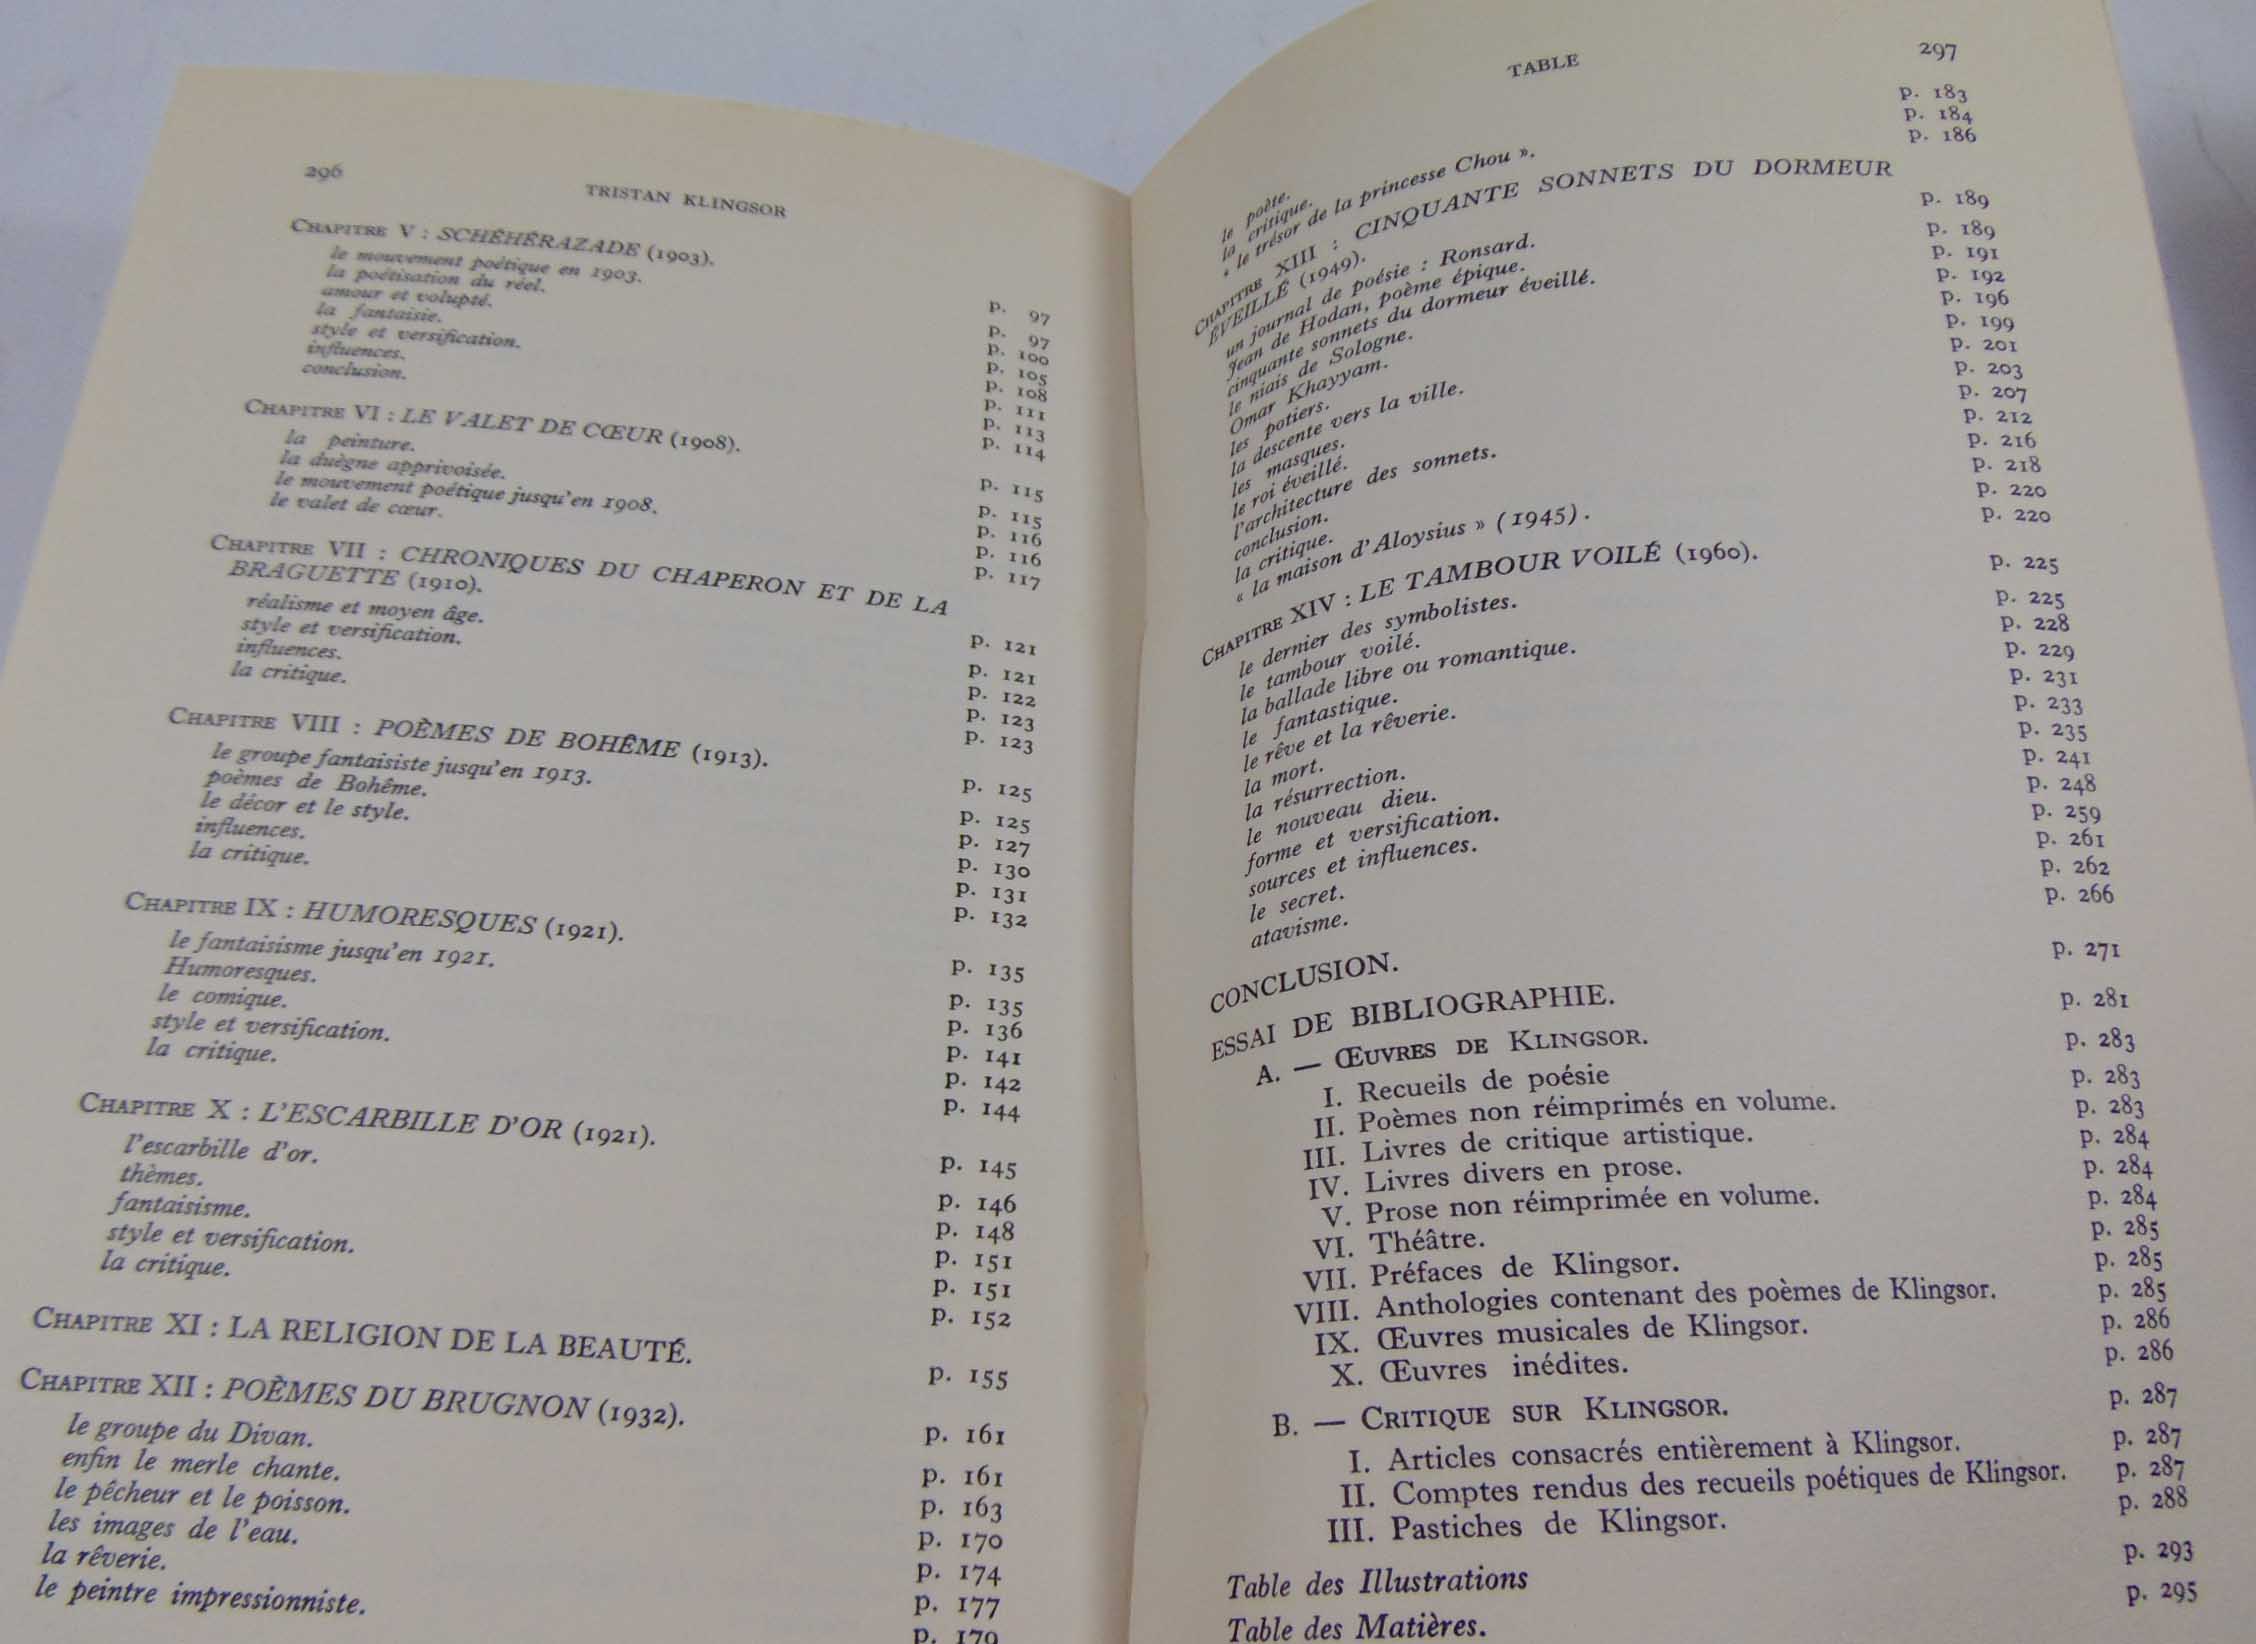 296
TRISTAN KLINGSOR
CHAPITRE V : SCHÉHÉRAZADE (1903). p. 97
le mouvement poétique en 1903. p. 97
la poétisation du réel. p. 100
amour et volupté. p. 105
la fantaisie. p. 108
style et versification. p. 111
influences. p. 113
conclusion. p. 114
CHAPITRE VI : LE VALET DE CŒUR (1908). p. 115
la peinture. p. 115
la duègne apprivoisée. p. 116
le mouvement poétique jusqu'en 1908. p. 116
le valet de cœur. p. 117
CHAPITRE VII : CHRONIQUES DU CHAPERON ET DE LA
BRAGUETTE (1910). p. 121
réalisme et moyen âge. p. 121
style et versification. p. 122
influences. p. 123
la critique. p. 123
CHAPITRE VIII : POÈMES DE BOHÊME (1913). p. 125
le groupe fantaisiste jusqu'en 1913. p. 125
poèmes de Bohême. p. 127
le décor et le style. p. 130
influences. p. 131
la critique. p. 132
CHAPITRE IX : HUMORESQUES (1921). p. 135
le fantaisisme jusqu'en 1921. p. 135
Humoresques. p. 136
le comique. p. 141
style et versification. p. 142
la critique. p. 144
CHAPITRE X : L'ESCARBILLE D'OR (1921). p. 145
l'escarbille d'or. p. 146
thèmes. p. 148
fantaisisme. p. 151
style et versification. p. 151
la critique. p. 152
CHAPITRE XI : LA RELIGION DE LA BEAUTÉ. p. 155
CHAPITRE XII : POÈMES DU BRUGNON (1932). p. 161
le groupe du Divan. p. 161
enfin le merle chante. p. 163
le pêcheur et le poisson. p. 170
les images de l'eau. p. 174
la rêverie. p. 177
le peintre impressionniste. p. 179
TABLE
297
le poète. p. 183
la critique. p. 184
« le trésor de la princesse Chou ». p. 186
CHAPITRE XIII : CINQUANTE SONNETS DU DORMEUR
ÉVEILLÉ (1949). p. 189
un journal de poésie : Ronsard. p. 189
Jean de Hodan, poème épique. p. 191
cinquante sonnets du dormeur éveillé. p. 192
le niais de Sologne. p. 196
Omar Khayyam. p. 199
les potiers. p. 201
la descente vers la ville. p. 203
les masques. p. 207
le roi éveillé. p. 212
l'architecture des sonnets. p. 216
conclusion. p. 218
la critique. p. 220
« la maison d'Aloysius » (1945). p. 220
CHAPITRE XIV : LE TAMBOUR VOILÉ (1960). p. 225
le dernier des symbolistes. p. 225
le tambour voilé. p. 228
la ballade libre ou romantique. p. 229
le fantastique. p. 231
le rêve et la rêverie. p. 233
la mort. p. 235
la résurrection. p. 241
le nouveau dieu. p. 248
forme et versification. p. 259
sources et influences. p. 261
le secret. p. 262
atavisme. p. 266
CONCLUSION. p. 271
ESSAI DE BIBLIOGRAPHIE. p. 281
A. — ŒUVRES DE KLINGSOR. p. 283
I. Recueils de poésie p. 283
II. Poèmes non réimprimés en volume. p. 283
III. Livres de critique artistique. p. 284
IV. Livres divers en prose. p. 284
V. Prose non réimprimée en volume. p. 284
VI. Théâtre. p. 285
VII. Préfaces de Klingsor. p. 285
VIII. Anthologies contenant des poèmes de Klingsor. p. 285
IX. Œuvres musicales de Klingsor. p. 286
X. Œuvres inédites. p. 286
B. — CRITIQUE SUR KLINGSOR. p. 287
I. Articles consacrés entièrement à Klingsor. p. 287
II. Comptes rendus des recueils poétiques de Klingsor. p. 287
III. Pastiches de Klingsor. p. 288
Table des Illustrations p. 293
Table des Matières. p. 295